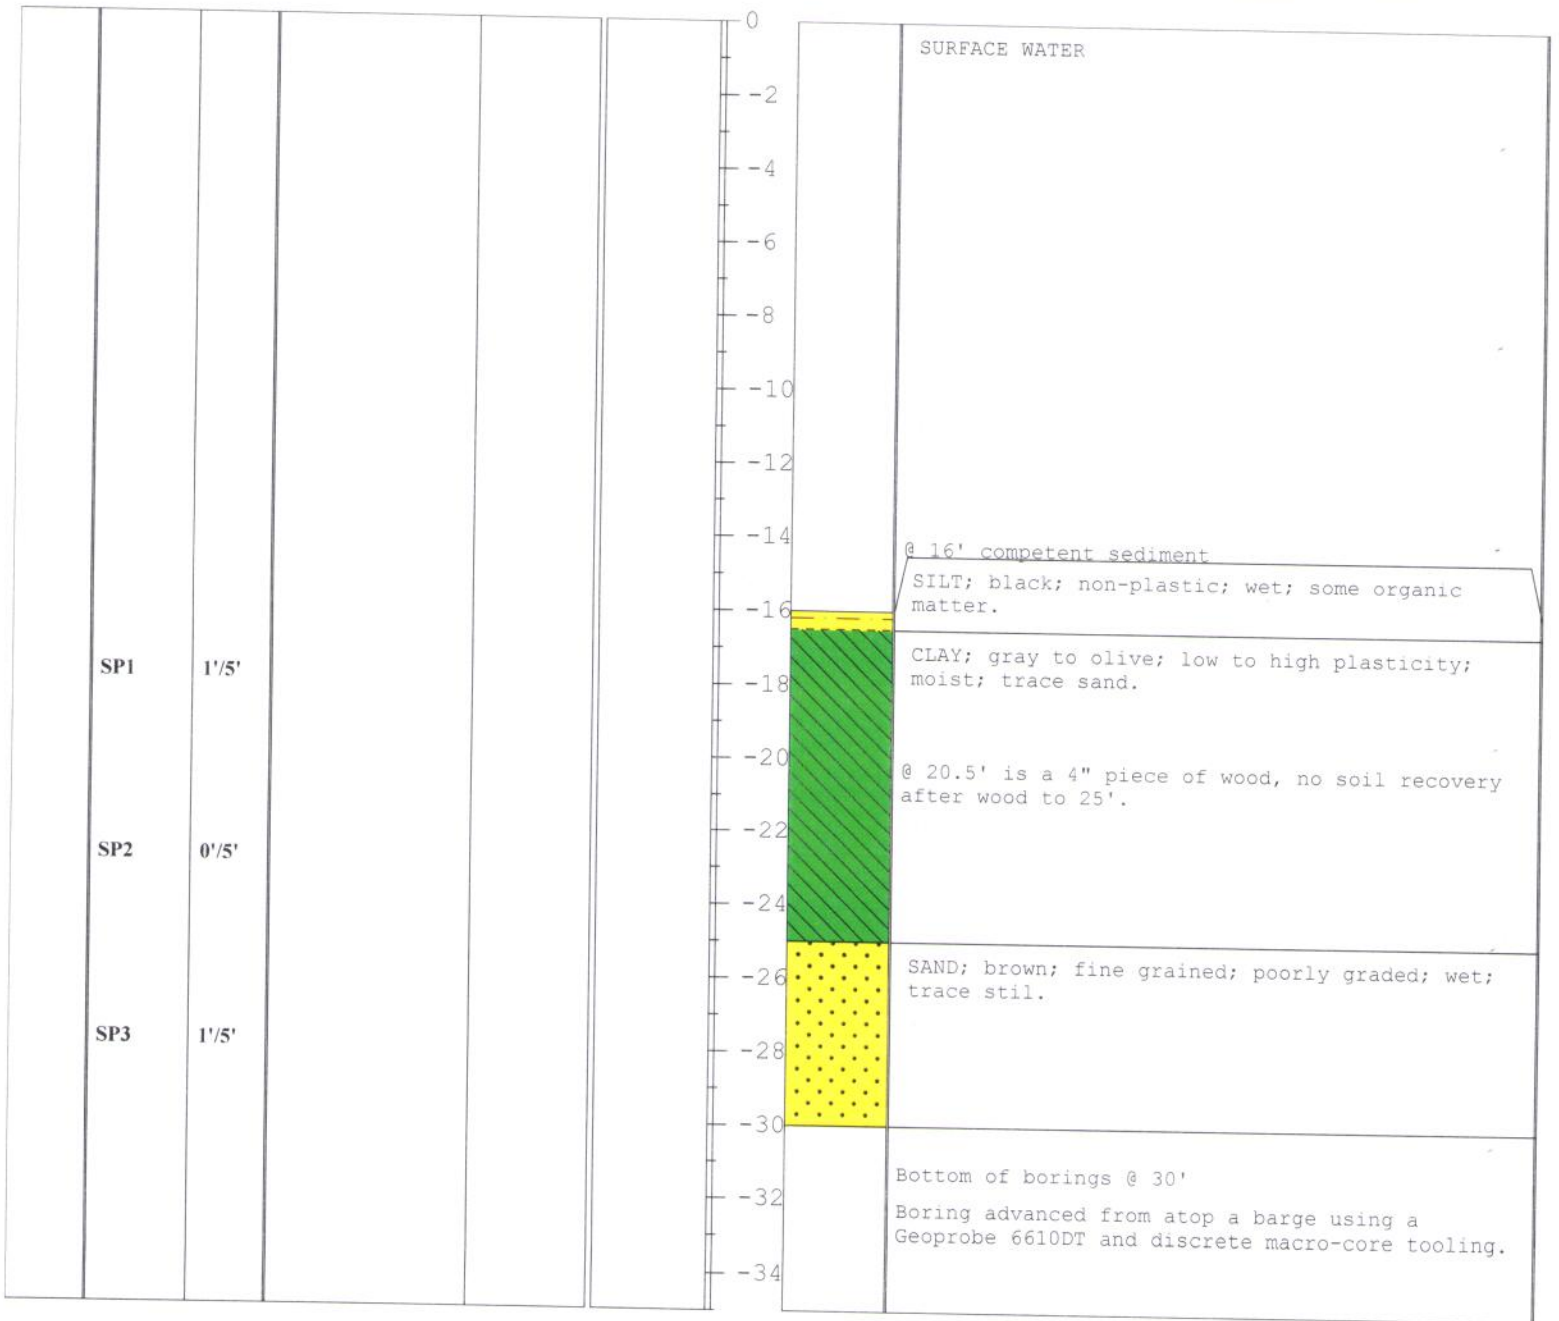 0
SURFACE WATER
-2
-4
-6
-8
-10
-12
-14
@ 16' competent sediment
SILT; black; non-plastic; wet; some organic
matter.
-16
CLAY; gray to olive; low to high plasticity;
moist; trace sand.
SP1 1'/5'
-18
-20
@ 20.5' is a 4" piece of wood, no soil recovery
after wood to 25'.
-22
SP2 0'/5'
-24
SAND; brown; fine grained; poorly graded; wet;
trace stil.
-26
SP3 1'/5'
-28
-30
Bottom of borings @ 30'
-32
Boring advanced from atop a barge using a
Geoprobe 6610DT and discrete macro-core tooling.
-34